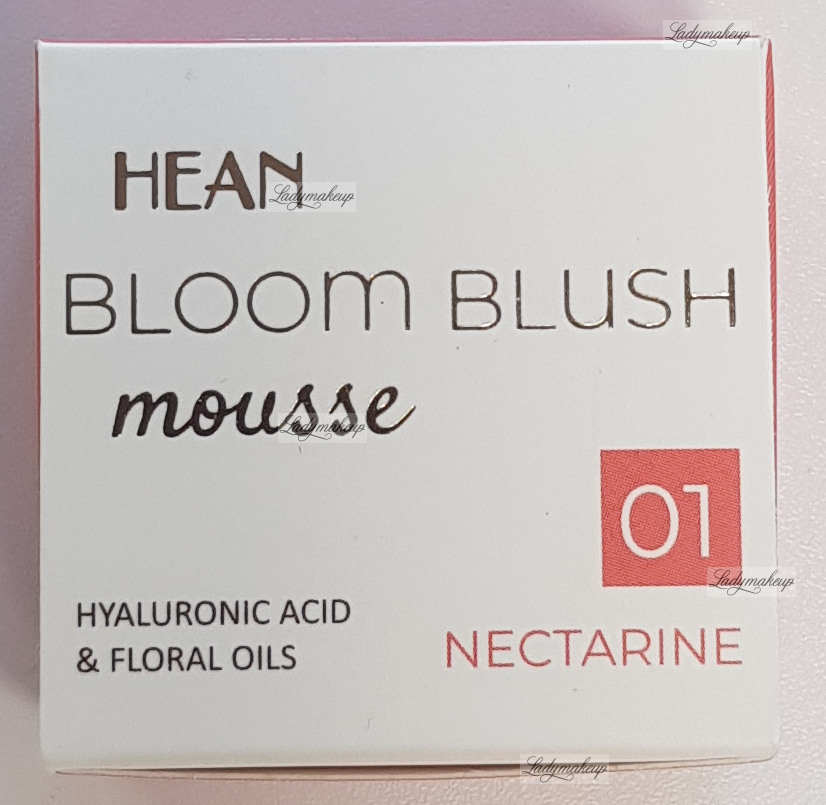 Ladymakeup
HEAN
Ladymakeup
BLOOM BLUSH
mousse
Ladymakeup
01
Ladymakeup
HYALURONIC ACID
& FLORAL OILS
NECTARINE
Ladymakeup